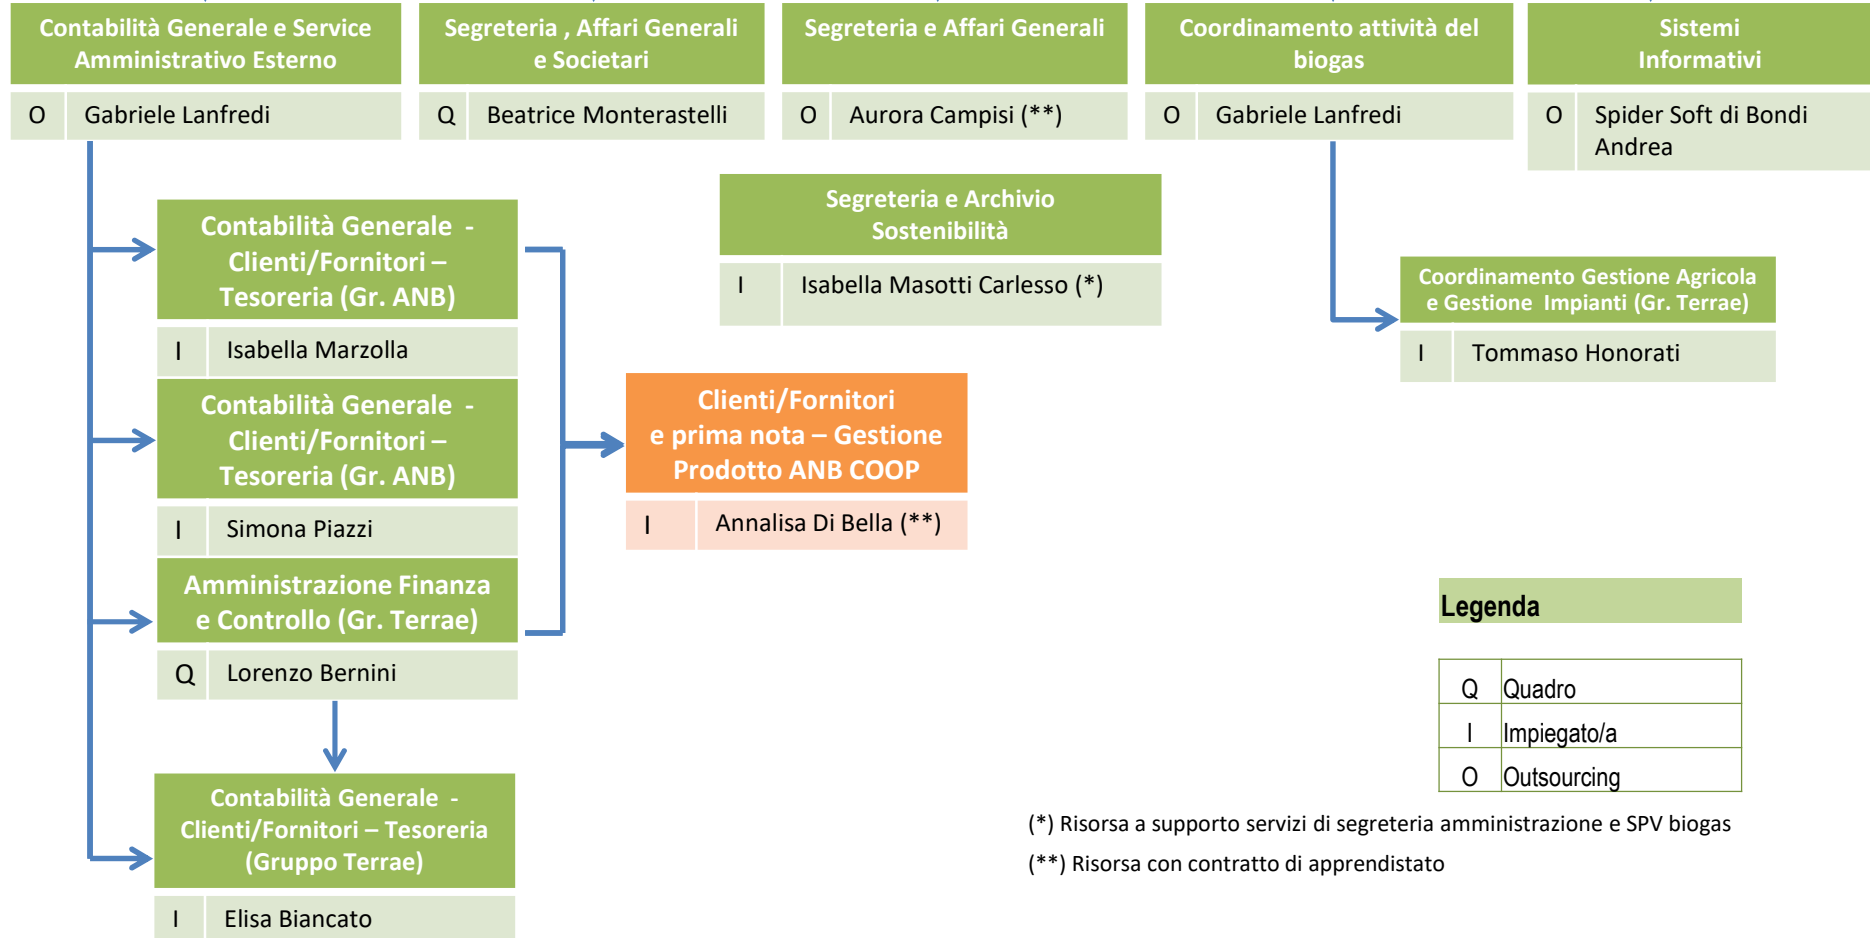 Contabilità Generale e Service
Amministrativo Esterno
O Gabriele Lanfredi
Segreteria , Affari Generali
e Societari
Q Beatrice Monterastelli
Segreteria e Affari Generali
O Aurora Campisi (**)
Coordinamento attività del
biogas
O Gabriele Lanfredi
Sistemi
Informativi
O Spider Soft di Bondi
Andrea
Contabilità Generale -
Clienti/Fornitori –
Tesoreria (Gr. ANB)
I Isabella Marzolla
Contabilità Generale -
Clienti/Fornitori –
Tesoreria (Gr. ANB)
I Simona Piazzi
Amministrazione Finanza
e Controllo (Gr. Terrae)
Q Lorenzo Bernini
Contabilità Generale -
Clienti/Fornitori – Tesoreria
(Gruppo Terrae)
I Elisa Biancato
Segreteria e Archivio
Sostenibilità
I Isabella Masotti Carlesso (*)
Clienti/Fornitori
e prima nota – Gestione
Prodotto ANB COOP
I Annalisa Di Bella (**)
Coordinamento Gestione Agricola
e Gestione Impianti (Gr. Terrae)
I Tommaso Honorati
Legenda
Q Quadro
I Impiegato/a
O Outsourcing
(*) Risorsa a supporto servizi di segreteria amministrazione e SPV biogas
(**) Risorsa con contratto di apprendistato